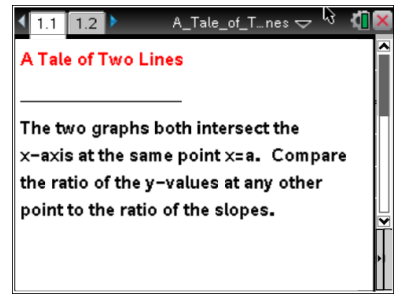 1.1 1.2 A_Tale_of_T...nes
A Tale of Two Lines
The two graphs both intersect the
x-axis at the same point x=a. Compare
the ratio of the y-values at any other
point to the ratio of the slopes.